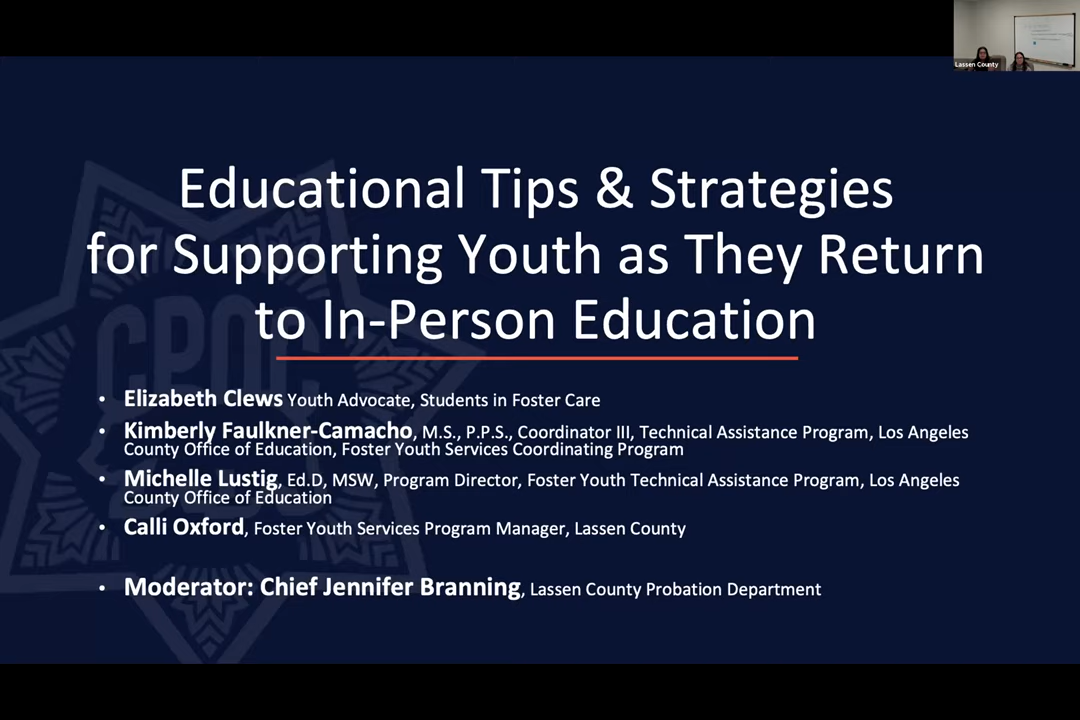 Lassen County
Educational Tips & Strategies
for Supporting Youth as They Return
to In-Person Education
• Elizabeth Clews Youth Advocate, Students in Foster Care
• Kimberly Faulkner-Camacho, M.S., P.P.S., Coordinator III, Technical Assistance Program, Los Angeles
County Office of Education, Foster Youth Services Coordinating Program
• Michelle Lustig, Ed.D, MSW, Program Director, Foster Youth Technical Assistance Program, Los Angeles
County Office of Education
• Calli Oxford, Foster Youth Services Program Manager, Lassen County
• Moderator: Chief Jennifer Branning, Lassen County Probation Department
CPOC